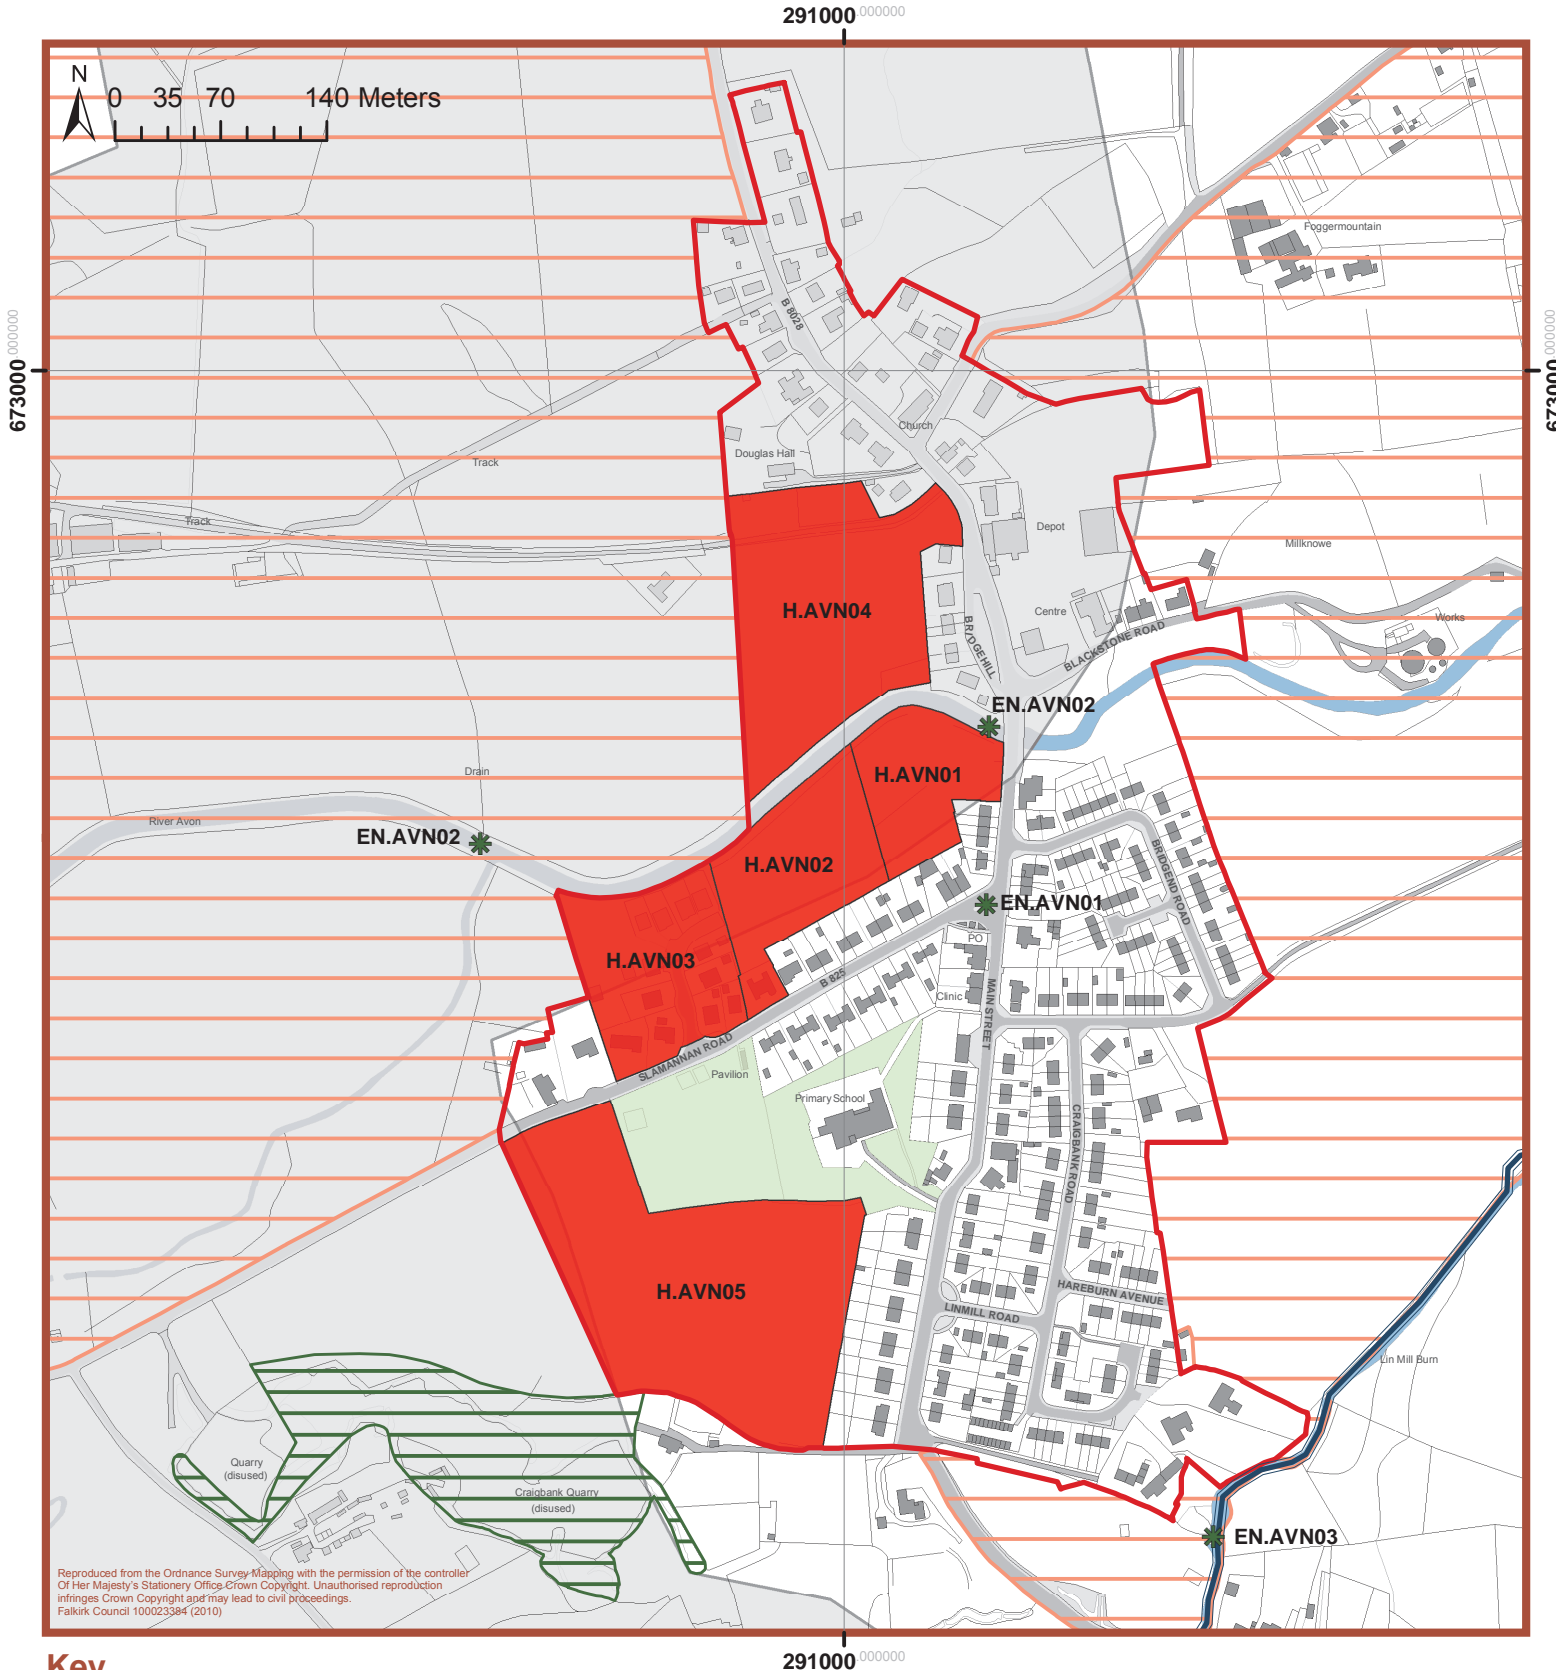 291000.000000
N
0 35 70 140 Meters
Foggermountain
B 8028
673000.000000
673000.000000
Church
Douglas Hall
Track
Track
Depot
Millknowe
H.AVN04
Centre
BRIDGEHILL
BLACKSTONE ROAD
Works
EN.AVN02
H.AVN01
Drain
River Avon
EN.AVN02
H.AVN02
BRIDGEND ROAD
EN.AVN01
PO
H.AVN03
B 825
Clinic
MAIN STREET
SLAMANNAN ROAD
Pavilion
Primary School
CRAIGBANK ROAD
H.AVN05
HAREBURN AVENUE
LINMILL ROAD
Lin Mill Burn
Quarry
(disused)
Craigbank Quarry
(disused)
EN.AVN03
Reproduced from the Ordnance Survey Mapping with the permission of the controller
Of Her Majesty's Stationery Office Crown Copyright. Unauthorised reproduction
infringes Crown Copyright and may lead to civil proceedings.
Falkirk Council 100023384 (2010)
Key
291000.000000